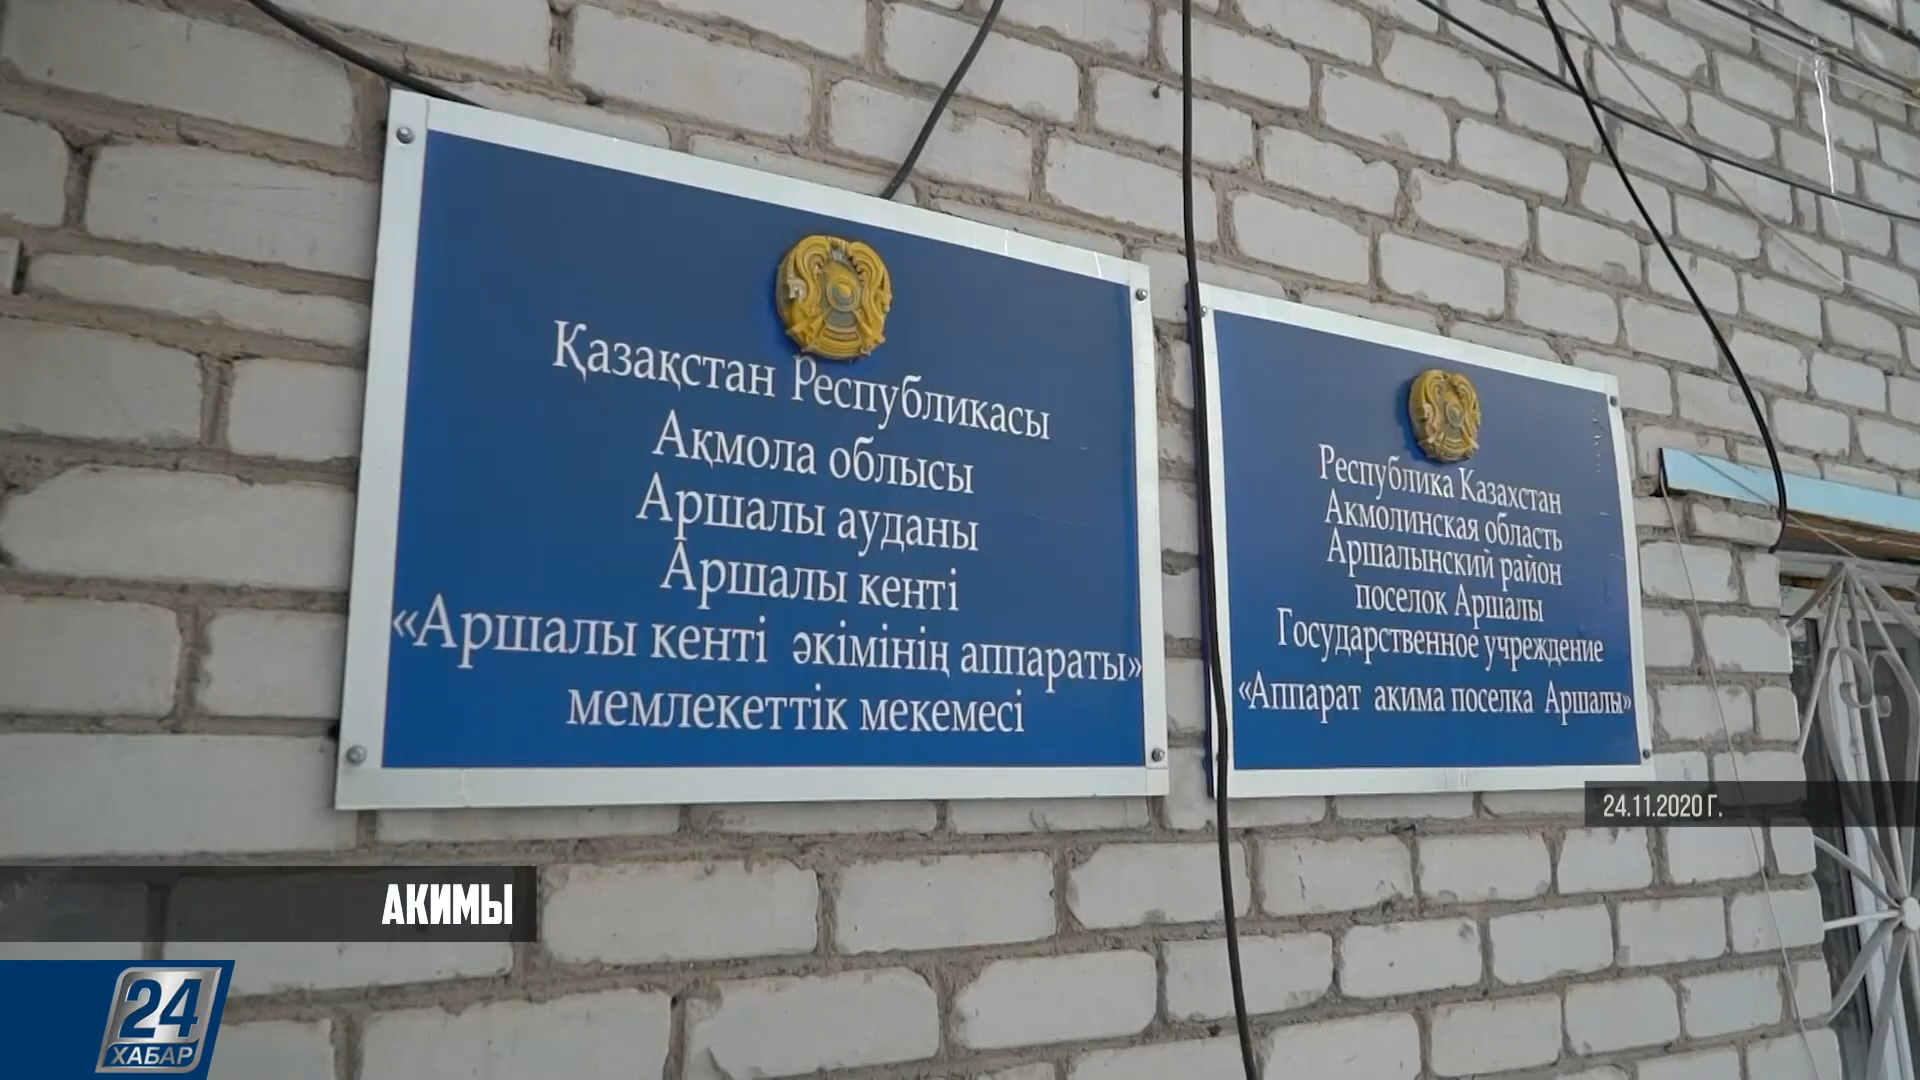 Қазақстан Республикасы
Ақмола облысы
Аршалы ауданы
Аршалы кенті
«Аршалы кенті әкімінің аппараты»
мемлекеттік мекемесі
Республика Казахстан
Акмолинская область
Аршалынский район
поселок Аршалы
Государственное учреждение
«Аппарат акима поселка Аршалы»
24.11.2020 Г.
АКИМЫ
24
ХАБАР